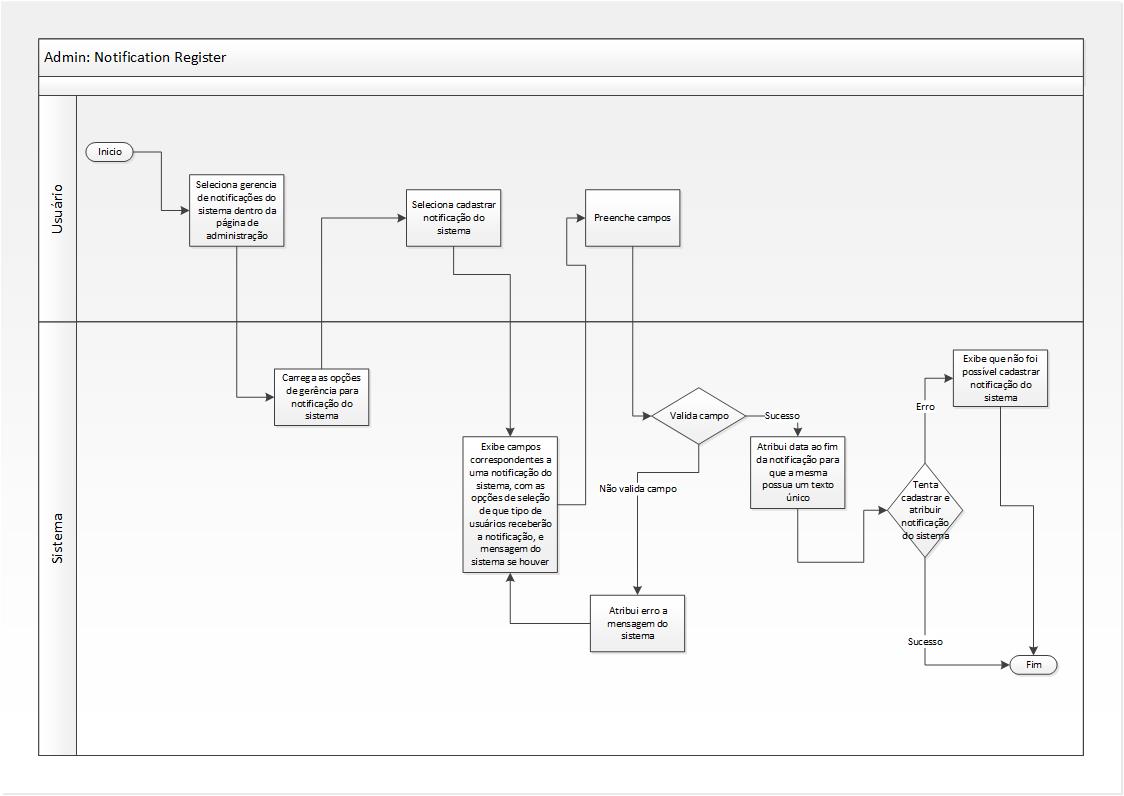 Admin: Notification Register
Usuário
Inicio
Seleciona gerencia
de notificações do
sistema dentro da
página de
administração
Seleciona cadastrar
notificação do
sistema
Preenche campos
Sistema
Carrega as opções
de gerência para
notificação do
sistema
Exibe campos
correspondentes a
uma notificação do
sistema, com as
opções de seleção
de que tipo de
usuários receberão
a notificação, e
mensagem do
sistema se houver
Valida campo
Sucesso
Não valida campo
Atribui erro a
mensagem do
sistema
Atribui data ao fim
da notificação para
que a mesma
possua um texto
único
Tenta
cadastrar e
atribuir
notificação
do sistema
Erro
Exibe que não foi
possível cadastrar
notificação do
sistema
Sucesso
Fim